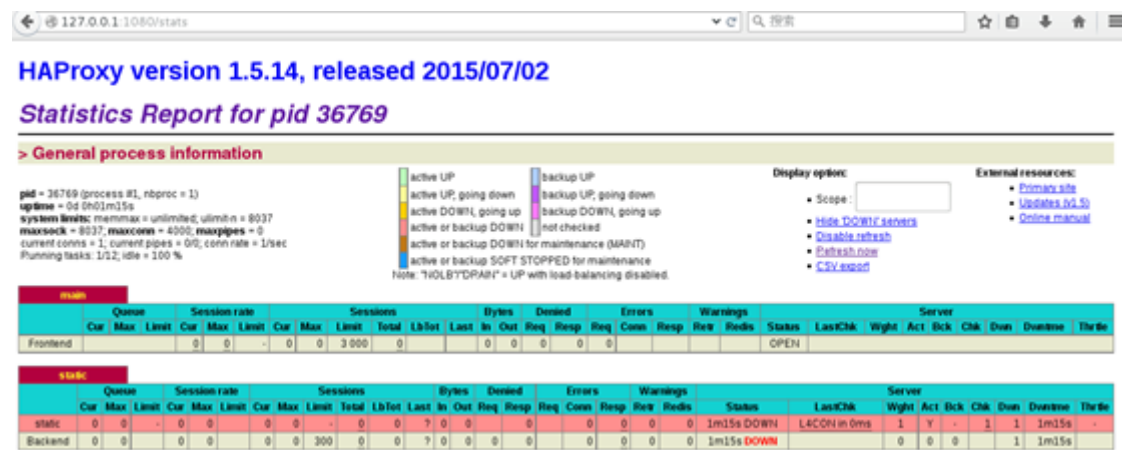 127.0.0.1:1080/stats 搜索
HAProxy version 1.5.14, released 2015/07/02
Statistics Report for pid 36769
> General process information
pid = 36769 (process #1, nbproc = 1)
uptime = 0d 0h01m15s
system limits: memmax = unlimited; ulimit-n = 8037
maxsock = 8037; maxconn = 4000; maxpipes = 0
current conns = 1; current pipes = 0/0; conn rate = 1/sec
Running tasks: 1/12; idle = 100 %
active UP backup UP
active UP, going down backup UP, going down
active DOWN, going up backup DOWN, going up
active or backup DOWN not checked
active or backup DOWN for maintenance (MAINT)
active or backup SOFT STOPPED for maintenance
Note: "NOLB"/"DRAIN" = UP with load-balancing disabled.
Display option:
Scope :
Hide 'DOWN' servers
Disable refresh
Refresh now
CSV export
External resources:
Primary site
Updates (v1.5)
Online manual
main
Queue Session rate Sessions Bytes Denied Errors Warnings Server
Cur Max Limit Cur Max Limit Cur Max Limit Total LbTot Last In Out Req Resp Req Conn Resp Retr Redis Status LastChk Wght Act Bck Chk Dwn Dwntme Thrtle
Frontend 0 0 - 0 0 3 000 0 0 0 0 0 0 OPEN
static
Queue Session rate Sessions Bytes Denied Errors Warnings Server
Cur Max Limit Cur Max Limit Cur Max Limit Total LbTot Last In Out Req Resp Req Conn Resp Retr Redis Status LastChk Wght Act Bck Chk Dwn Dwntme Thrtle
static 0 0 - 0 0 0 0 - 0 0 ? 0 0 0 0 0 0 0 1m15s DOWN L4CON in 0ms 1 Y - 1 1 1m15s -
Backend 0 0 0 0 0 0 300 0 0 ? 0 0 0 0 0 0 0 0 1m15s DOWN 0 0 0 1 1m15s